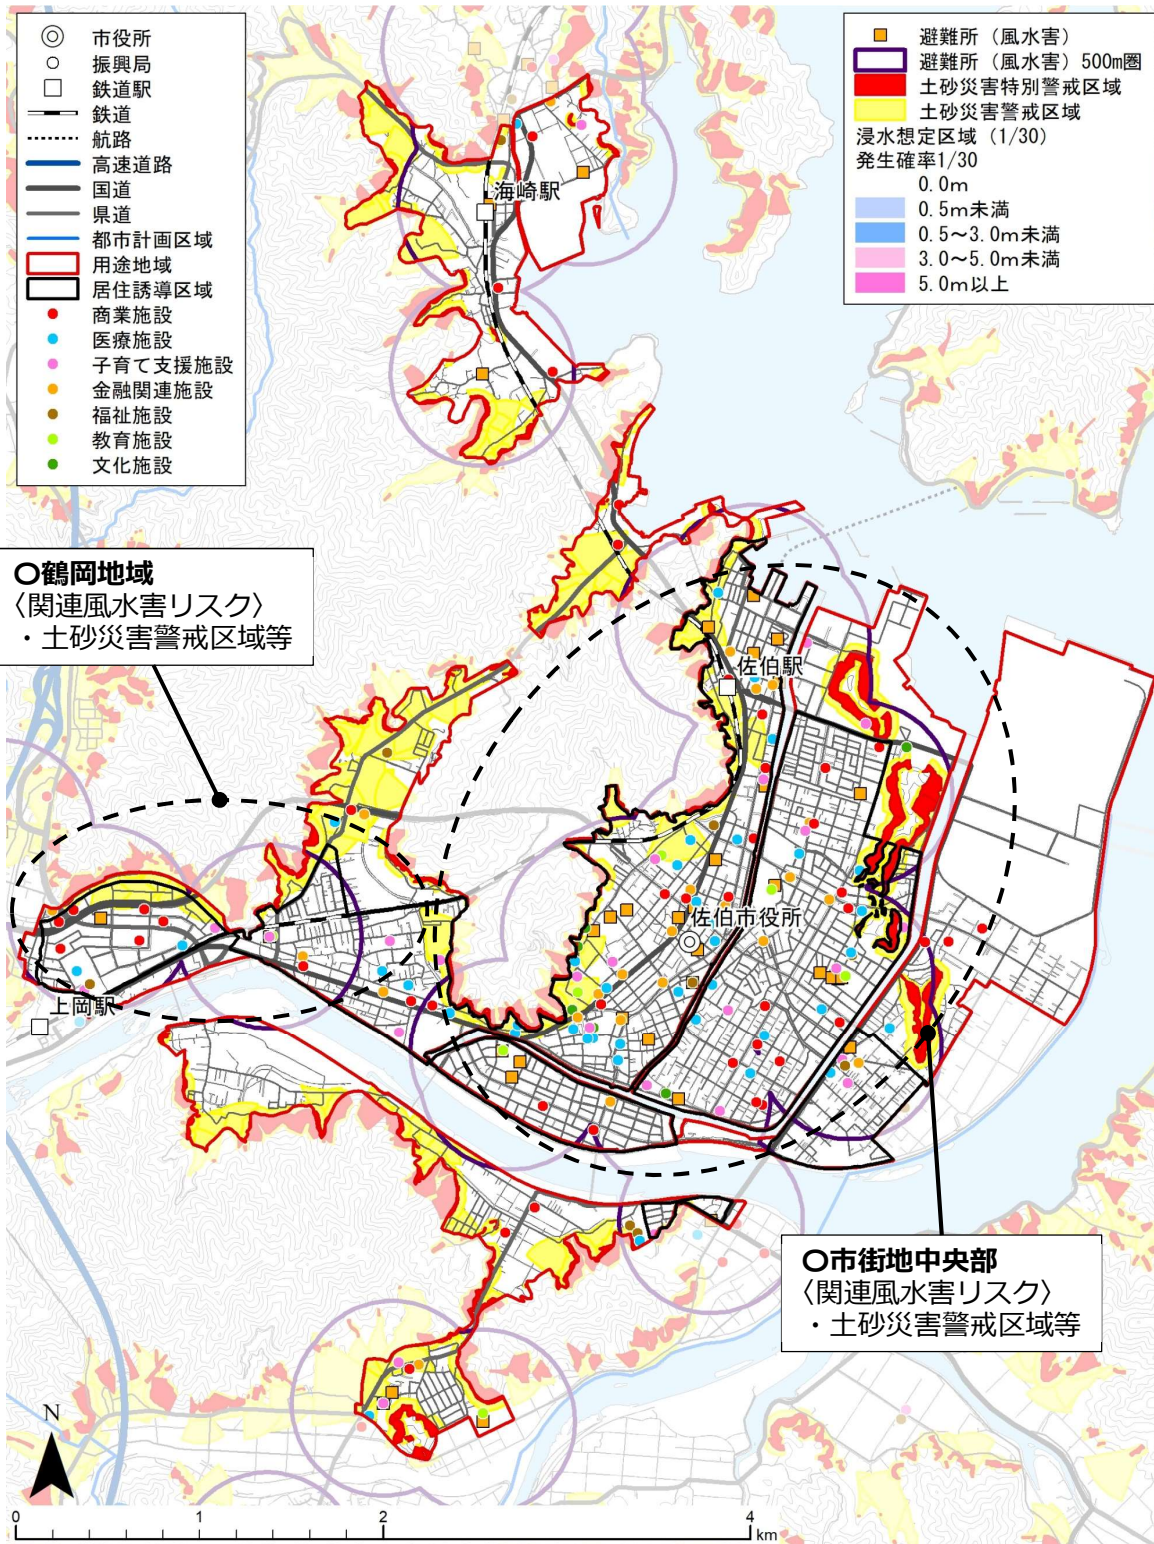 市役所
振興局
鉄道駅
鉄道
航路
高速道路
国道
県道
都市計画区域
用途地域
居住誘導区域
商業施設
医療施設
子育て支援施設
金融関連施設
福祉施設
教育施設
文化施設
避難所（風水害）
避難所（風水害）500m圏
土砂災害特別警戒区域
土砂災害警戒区域
浸水想定区域（1/30）
発生確率1/30
0.0m
0.5m未満
0.5～3.0m未満
3.0～5.0m未満
5.0m以上
海崎駅
〇鶴岡地域
〈関連風水害リスク〉
・土砂災害警戒区域等
佐伯駅
佐伯市役所
上岡駅
〇市街地中央部
〈関連風水害リスク〉
・土砂災害警戒区域等
N
0 1 2 4
km